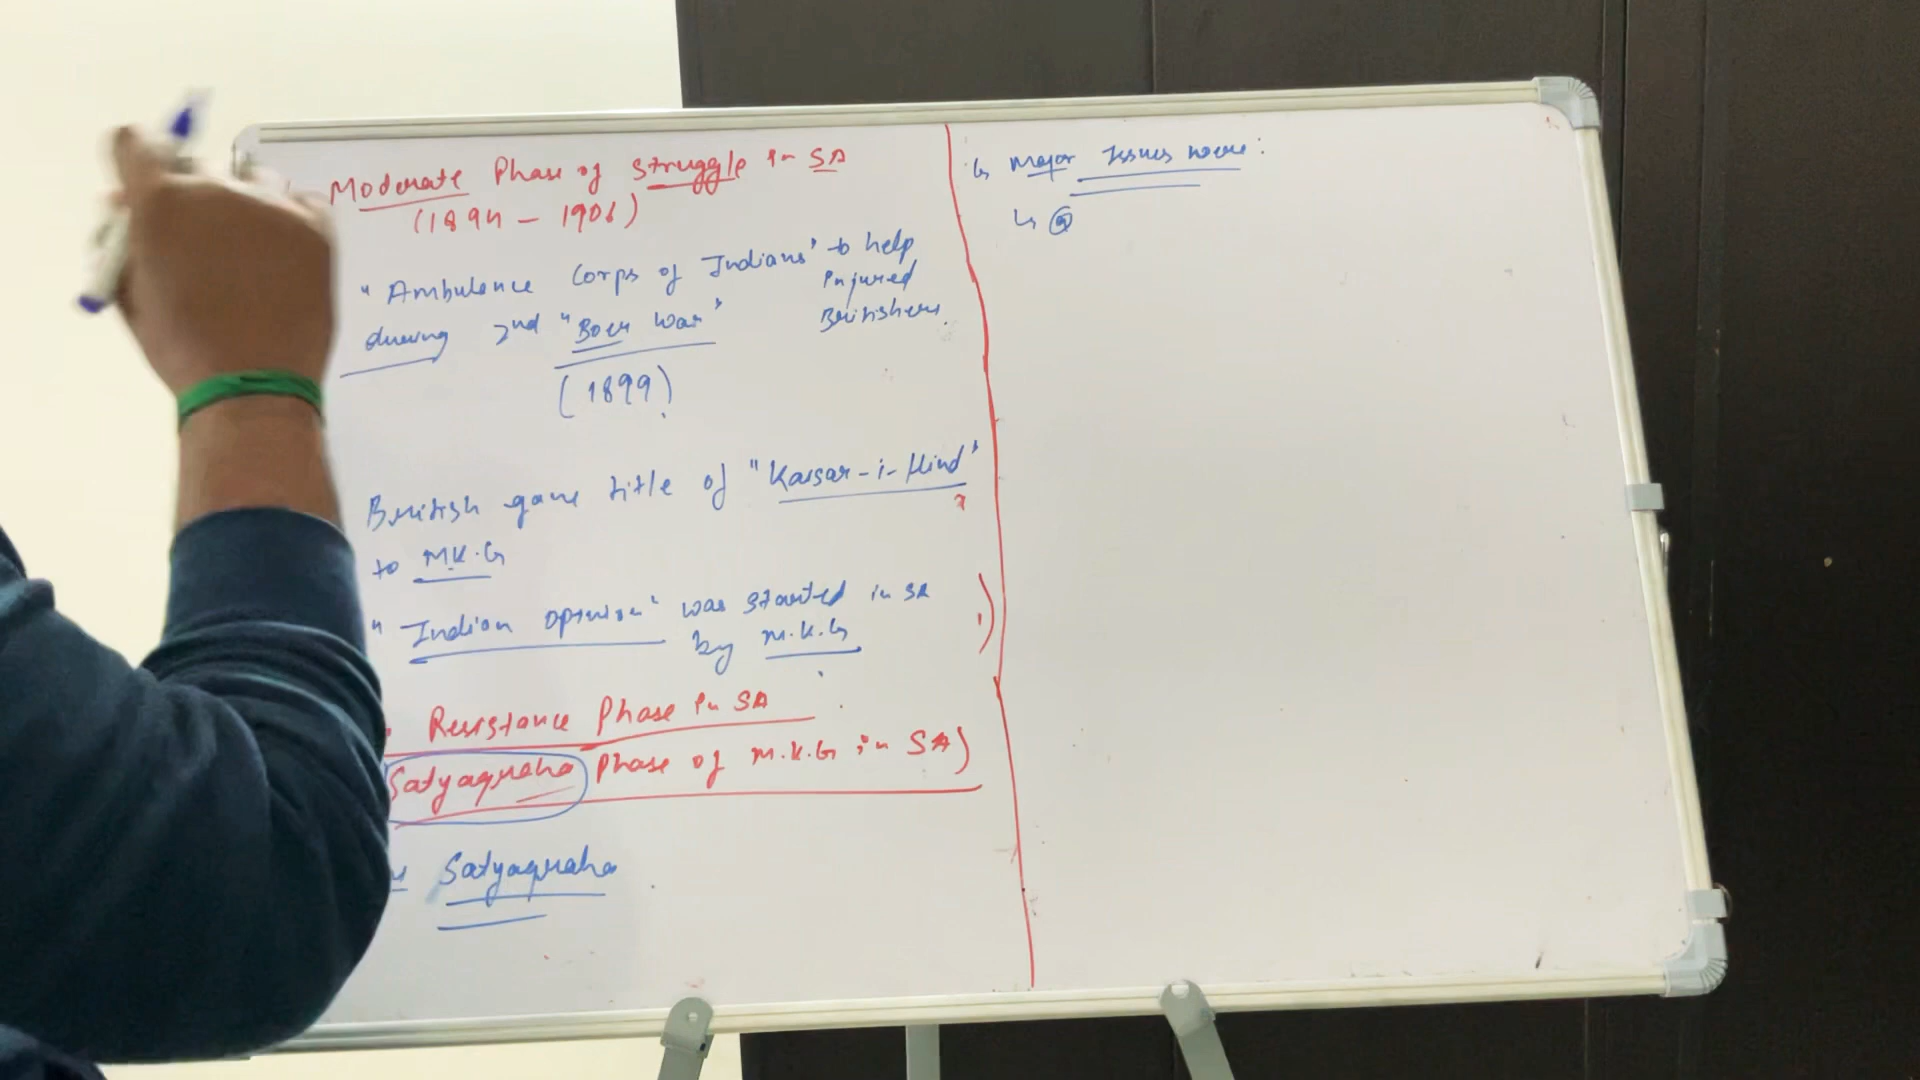 Moderate Phase of struggle in SA
(1894 - 1906)
"Ambulance Corps of Indians" to help
Injured
Britishers.
during 2nd "Boer War"
(1899)
British gave title of "Kaisar-i-Hind"
to M.K.G
"Indian opinion" was started in SA
by M.K.G
Resistance Phase in SA
Satyagraha Phase of M.K.G in SA)
Satyagraha
↳ Major Issues were:
↳ ⓐ